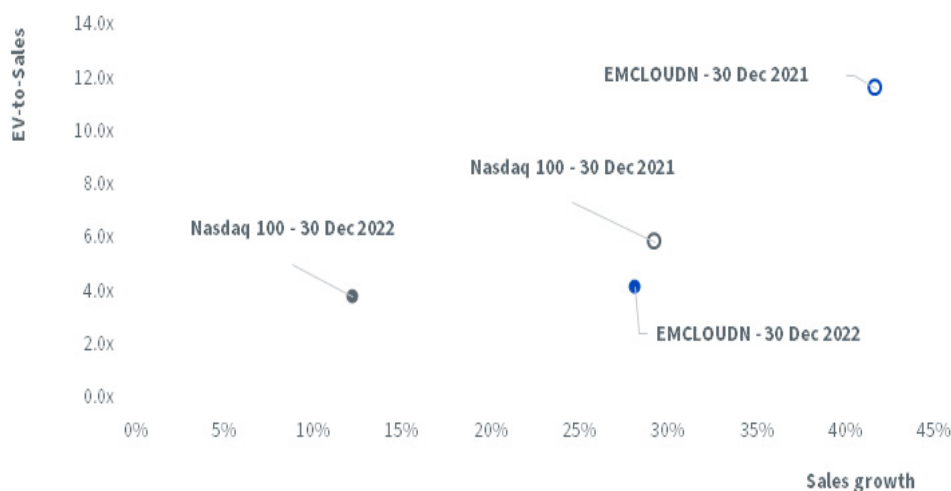 EV-to-Sales
14.0x
12.0x
10.0x
8.0x
6.0x
4.0x
2.0x
0.0x
EMCLOUDN - 30 Dec 2021
Nasdaq 100 - 30 Dec 2021
Nasdaq 100 - 30 Dec 2022
EMCLOUDN - 30 Dec 2022
0% 5% 10% 15% 20% 25% 30% 35% 40% 45%
Sales growth